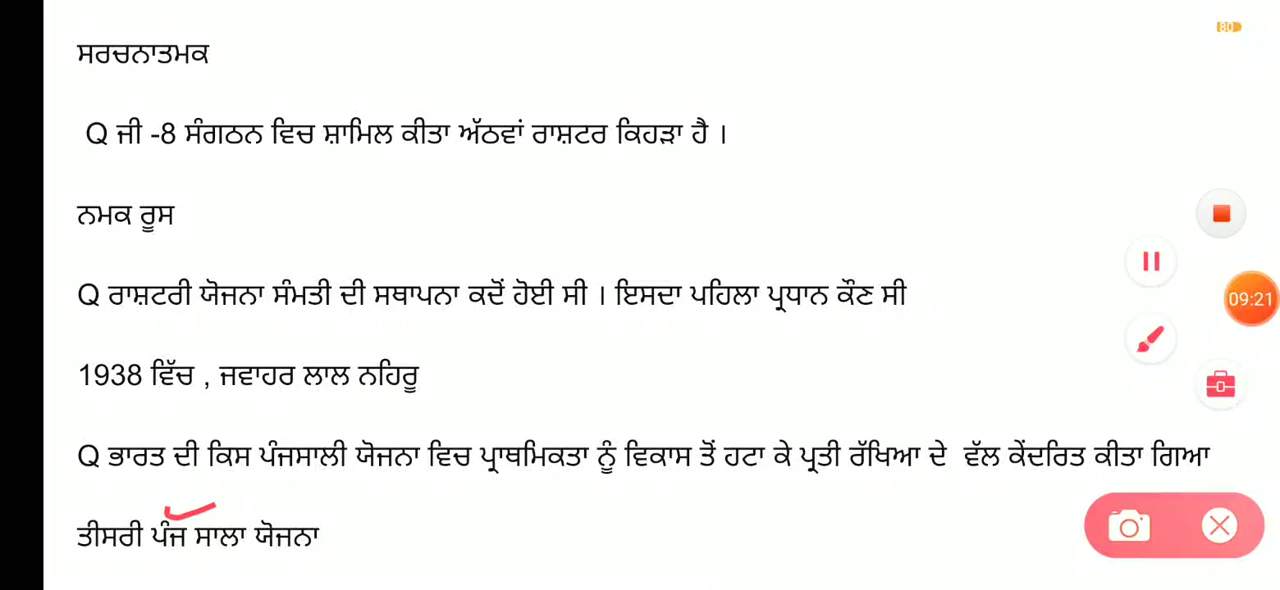 80
ਸਰਚਨਾਤਮਕ
Q ਜੀ -8 ਸੰਗਠਨ ਵਿਚ ਸ਼ਾਮਿਲ ਕੀਤਾ ਅੱਠਵਾਂ ਰਾਸ਼ਟਰ ਕਿਹੜਾ ਹੈ ।
ਨਮਕ ਰੂਸ
Q ਰਾਸ਼ਟਰੀ ਯੋਜਨਾ ਸੰਮਤੀ ਦੀ ਸਥਾਪਨਾ ਕਦੋਂ ਹੋਈ ਸੀ । ਇਸਦਾ ਪਹਿਲਾ ਪ੍ਰਧਾਨ ਕੌਣ ਸੀ
09:21
1938 ਵਿੱਚ , ਜਵਾਹਰ ਲਾਲ ਨਹਿਰੂ
Q ਭਾਰਤ ਦੀ ਕਿਸ ਪੰਜਸਾਲੀ ਯੋਜਨਾ ਵਿਚ ਪ੍ਰਾਥਮਿਕਤਾ ਨੂੰ ਵਿਕਾਸ ਤੋਂ ਹਟਾ ਕੇ ਪ੍ਰਤੀ ਰੱਖਿਆ ਦੇ ਵੱਲ ਕੇਂਦਰਿਤ ਕੀਤਾ ਗਿਆ
ਤੀਸਰੀ ਪੰਜ ਸਾਲਾ ਯੋਜਨਾ